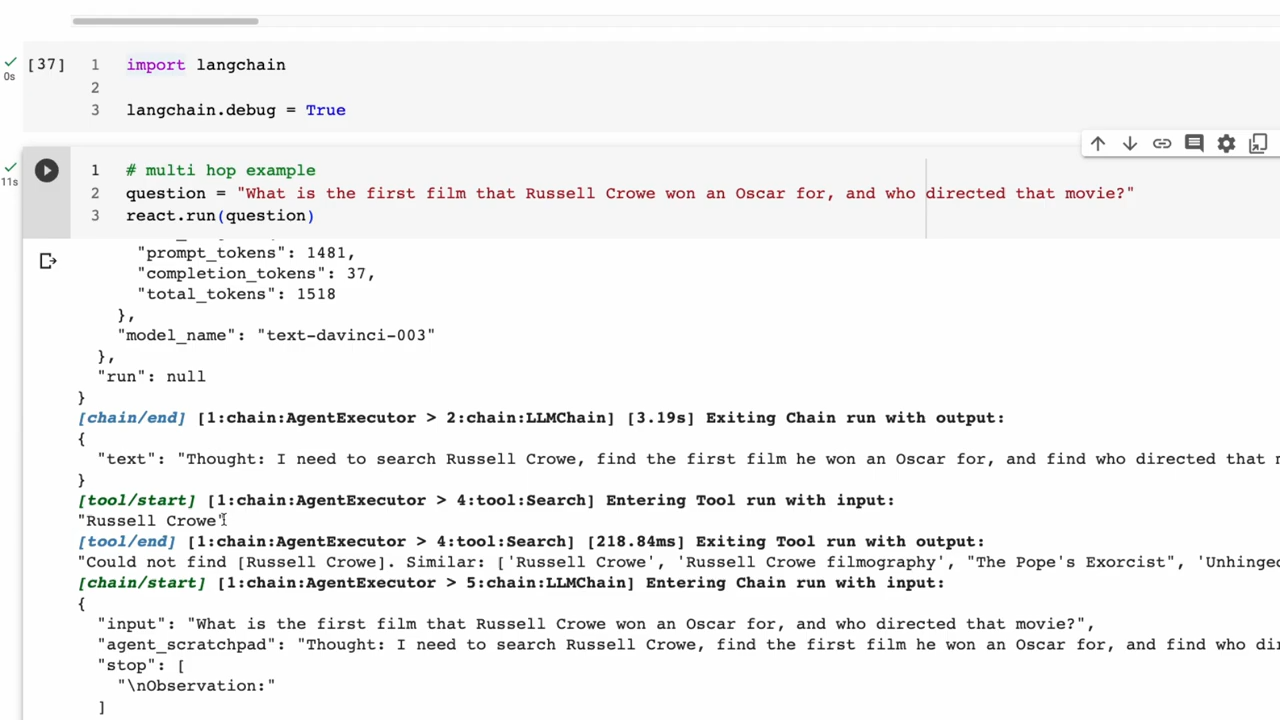 [37] 1 import langchain
0s
2
3 langchain.debug = True
1 # multi hop example
11s
2 question = "What is the first film that Russell Crowe won an Oscar for, and who directed that movie?"
3 react.run(question)
"prompt_tokens": 1481,
"completion_tokens": 37,
"total_tokens": 1518
},
"model_name": "text-davinci-003"
},
"run": null
}
[chain/end] [1:chain:AgentExecutor > 2:chain:LLMChain] [3.19s] Exiting Chain run with output:
{
"text": "Thought: I need to search Russell Crowe, find the first film he won an Oscar for, and find who directed that
}
[tool/start] [1:chain:AgentExecutor > 4:tool:Search] Entering Tool run with input:
"Russell Crowe"
[tool/end] [1:chain:AgentExecutor > 4:tool:Search] [218.84ms] Exiting Tool run with output:
"Could not find [Russell Crowe]. Similar: ['Russell Crowe', 'Russell Crowe filmography', "The Pope's Exorcist", 'Unhinged
[chain/start] [1:chain:AgentExecutor > 5:chain:LLMChain] Entering Chain run with input:
{
"input": "What is the first film that Russell Crowe won an Oscar for, and who directed that movie?",
"agent_scratchpad": "Thought: I need to search Russell Crowe, find the first film he won an Oscar for, and find who di
"stop": [
"\nObservation:"
]